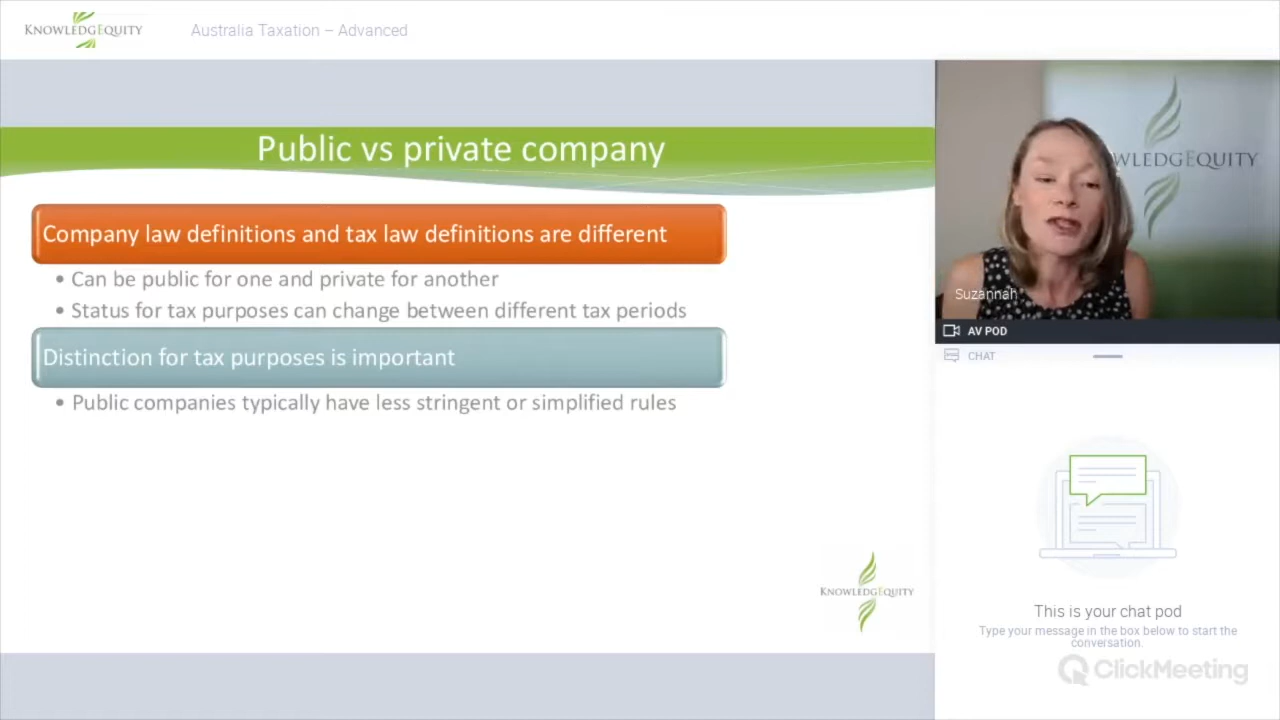 KNOWLEDGEQUITY
Australia Taxation – Advanced
Public vs private company
Company law definitions and tax law definitions are different
• Can be public for one and private for another
• Status for tax purposes can change between different tax periods
Distinction for tax purposes is important
• Public companies typically have less stringent or simplified rules
KNOWLEDGEQUITY
WLEDGEQUITY
Suzannah
AV POD
CHAT
This is your chat pod
Type your message in the box below to start the
conversation.
ClickMeeting